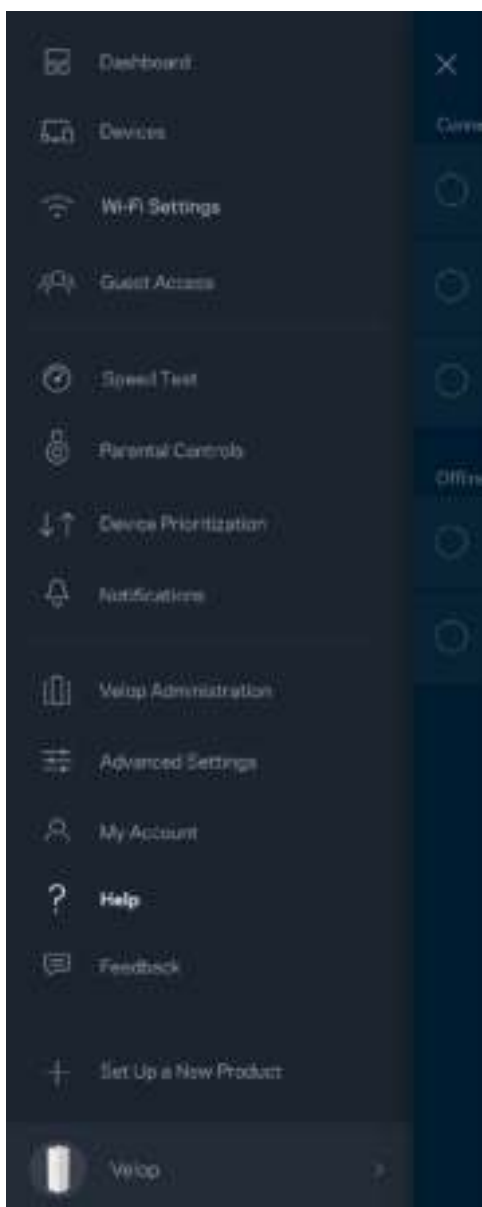 Dashboard
Devices
Wi-Fi Settings
Guest Access
Speed Test
Parental Controls
Device Prioritization
Notifications
Velop Administration
Advanced Settings
My Account
Help
Feedback
Set Up a New Product
Velop